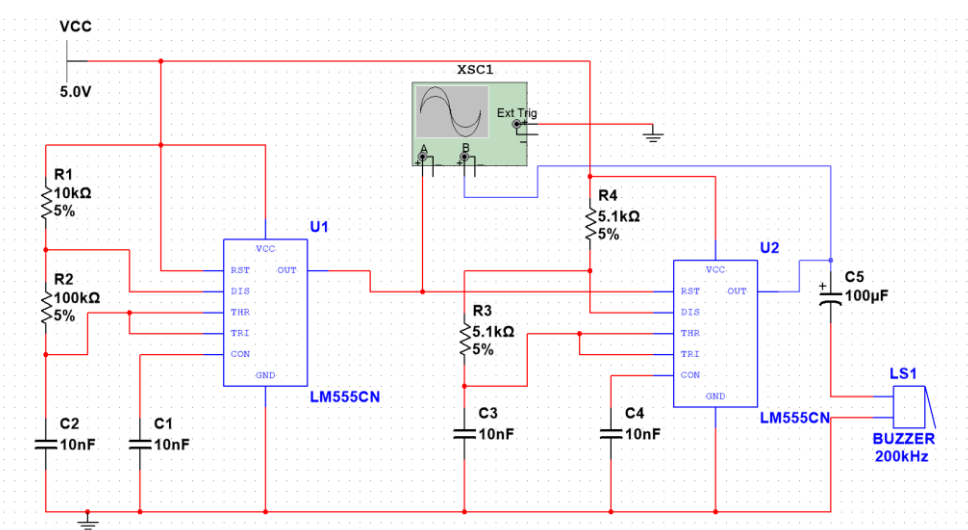 VCC
5.0V
XSC1
Ext Trig
A
B
R1
10kΩ
5%
R2
100kΩ
5%
U1
VCC
RST
OUT
DIS
THR
TRI
CON
GND
LM555CN
C2
10nF
C1
10nF
R4
5.1kΩ
5%
R3
5.1kΩ
5%
C3
10nF
C4
10nF
U2
VCC
RST
OUT
DIS
THR
TRI
CON
GND
LM555CN
C5
100µF
LS1
BUZZER
200kHz